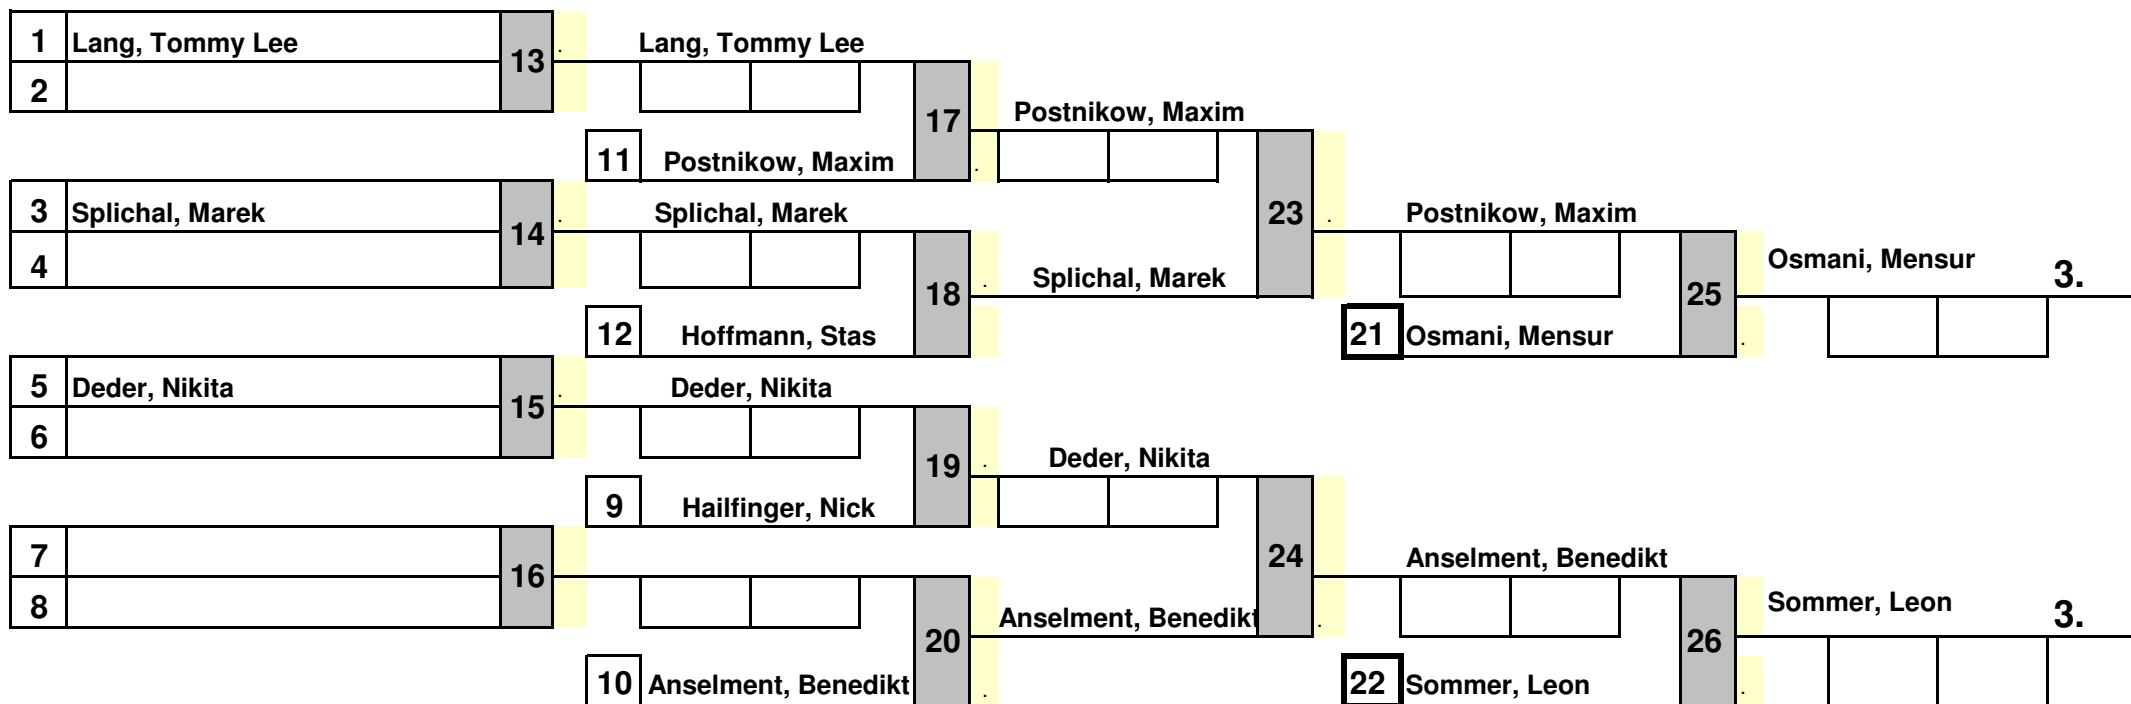 1 Lang, Tommy Lee 13 . Lang, Tommy Lee
2
17 Postnikow, Maxim
11 Postnikow, Maxim .
3 Splichal, Marek 14 . Splichal, Marek 23 . Postnikow, Maxim
4
18 . Splichal, Marek 25 Osmani, Mensur 3.
12 Hoffmann, Stas 21 Osmani, Mensur .
5 Deder, Nikita 15 . Deder, Nikita
6
19 . Deder, Nikita
9 Hailfinger, Nick
7 16 24 Anselment, Benedikt
8
20 Anselment, Benedikt . 26 Sommer, Leon 3.
10 Anselment, Benedikt . 22 Sommer, Leon .